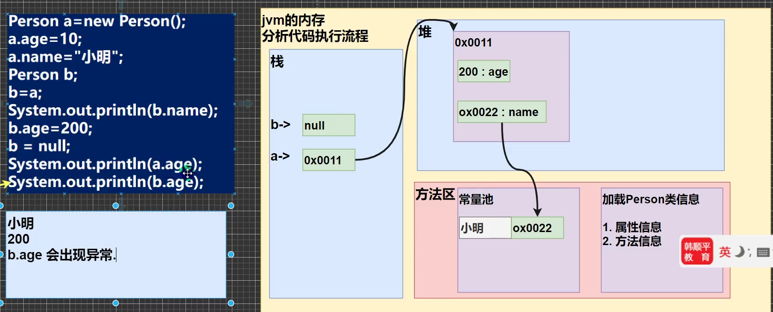 Person a=new Person();
a.age=10;
a.name="小明";
Person b;
b=a;
System.out.println(b.name);
b.age=200;
b = null;
System.out.println(a.age);
System.out.println(b.age);
小明
200
b.age 会出现异常.
jvm的内存
分析代码执行流程
栈
b->
null
a->
0x0011
堆
0x0011
200 : age
ox0022 : name
方法区
常量池
小明
ox0022
加载Person类信息
1. 属性信息
2. 方法信息
韩顺平
教育
英